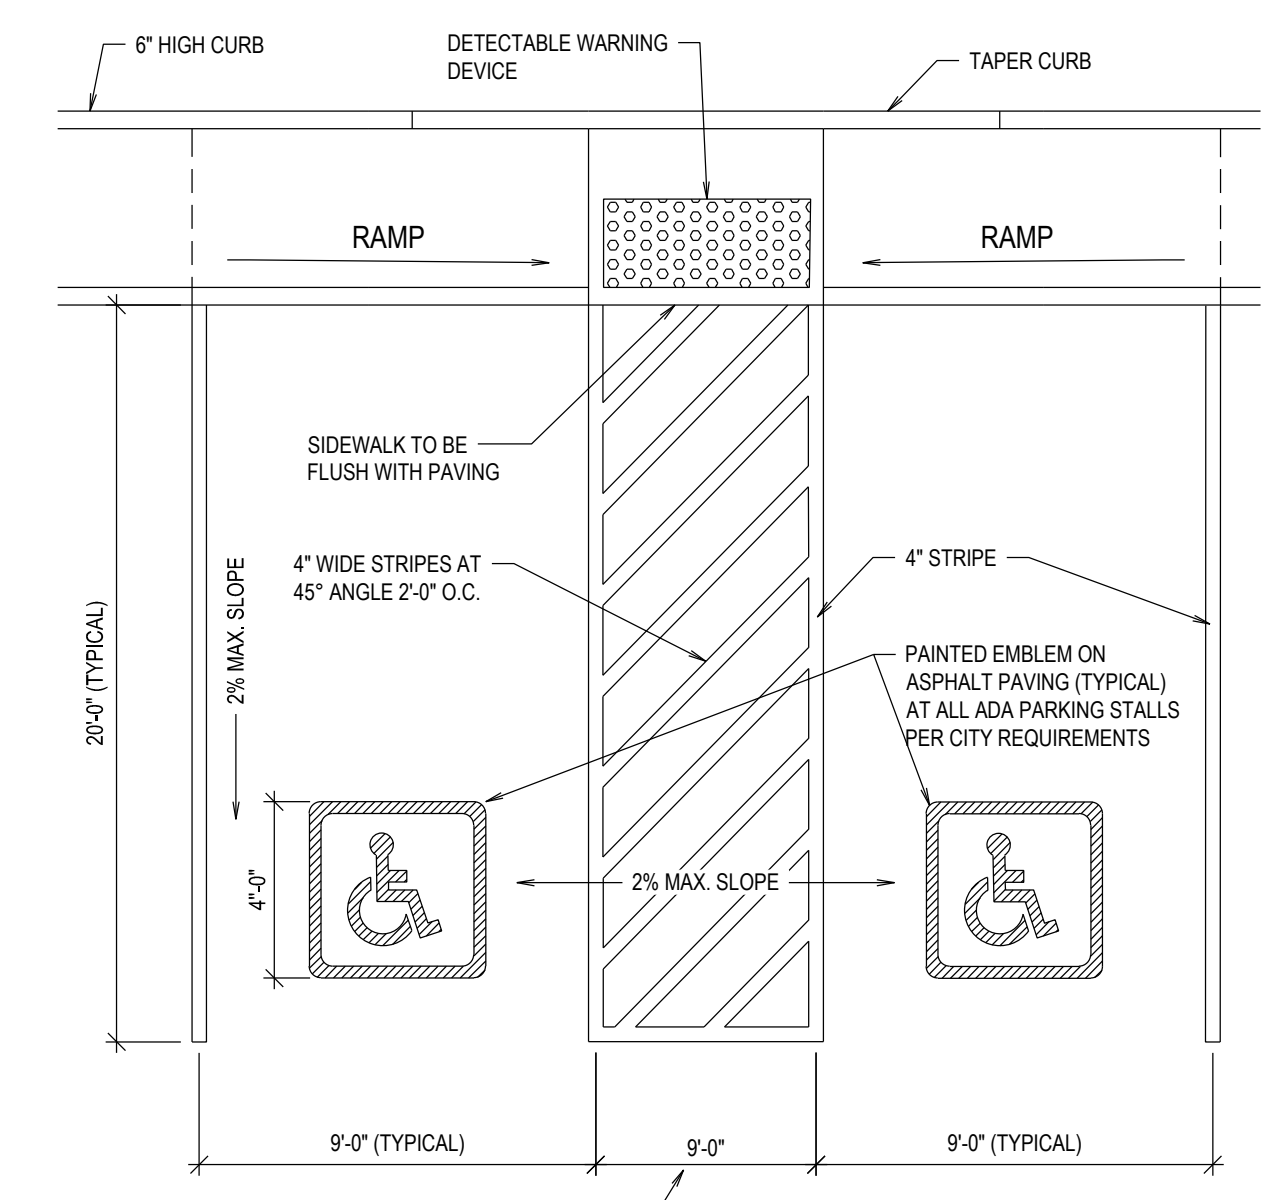 6" HIGH CURB
DETECTABLE WARNING
DEVICE
TAPER CURB
RAMP
RAMP
SIDEWALK TO BE
FLUSH WITH PAVING
4" WIDE STRIPES AT
45° ANGLE 2'-0" O.C.
4" STRIPE
2% MAX. SLOPE
20'-0" (TYPICAL)
PAINTED EMBLEM ON
ASPHALT PAVING (TYPICAL)
AT ALL ADA PARKING STALLS
PER CITY REQUIREMENTS
4"-0"
2% MAX. SLOPE
9'-0" (TYPICAL)
9'-0"
9'-0" (TYPICAL)